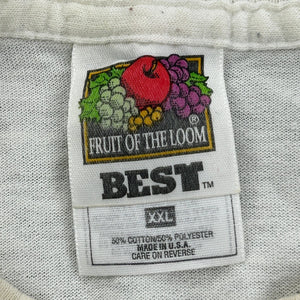 FRUIT OF THE LOOM®
BEST™
XXL
50% COTTON/50% POLYESTER
MADE IN U.S.A.
CARE ON REVERSE